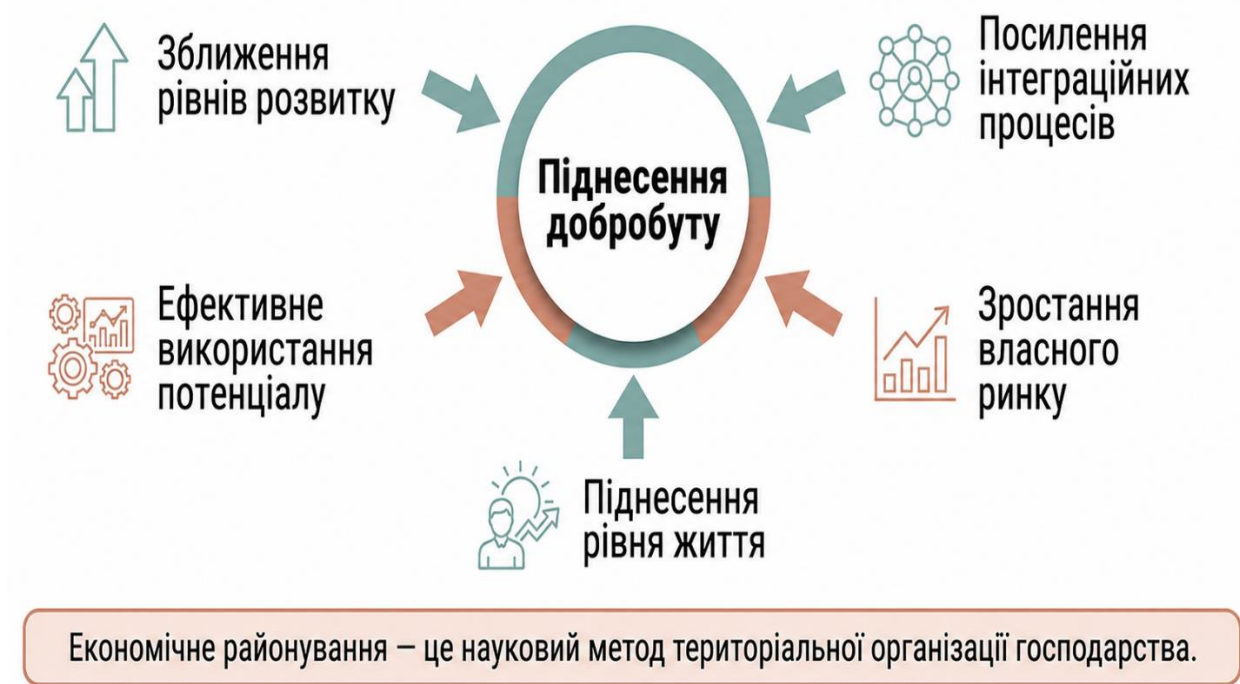 Зближення
рівнів розвитку
Посилення
інтеграційних
процесів
Піднесення
добробуту
Ефективне
використання
потенціалу
Зростання
власного
ринку
Піднесення
рівня життя
Економічне районування — це науковий метод територіальної організації господарства.